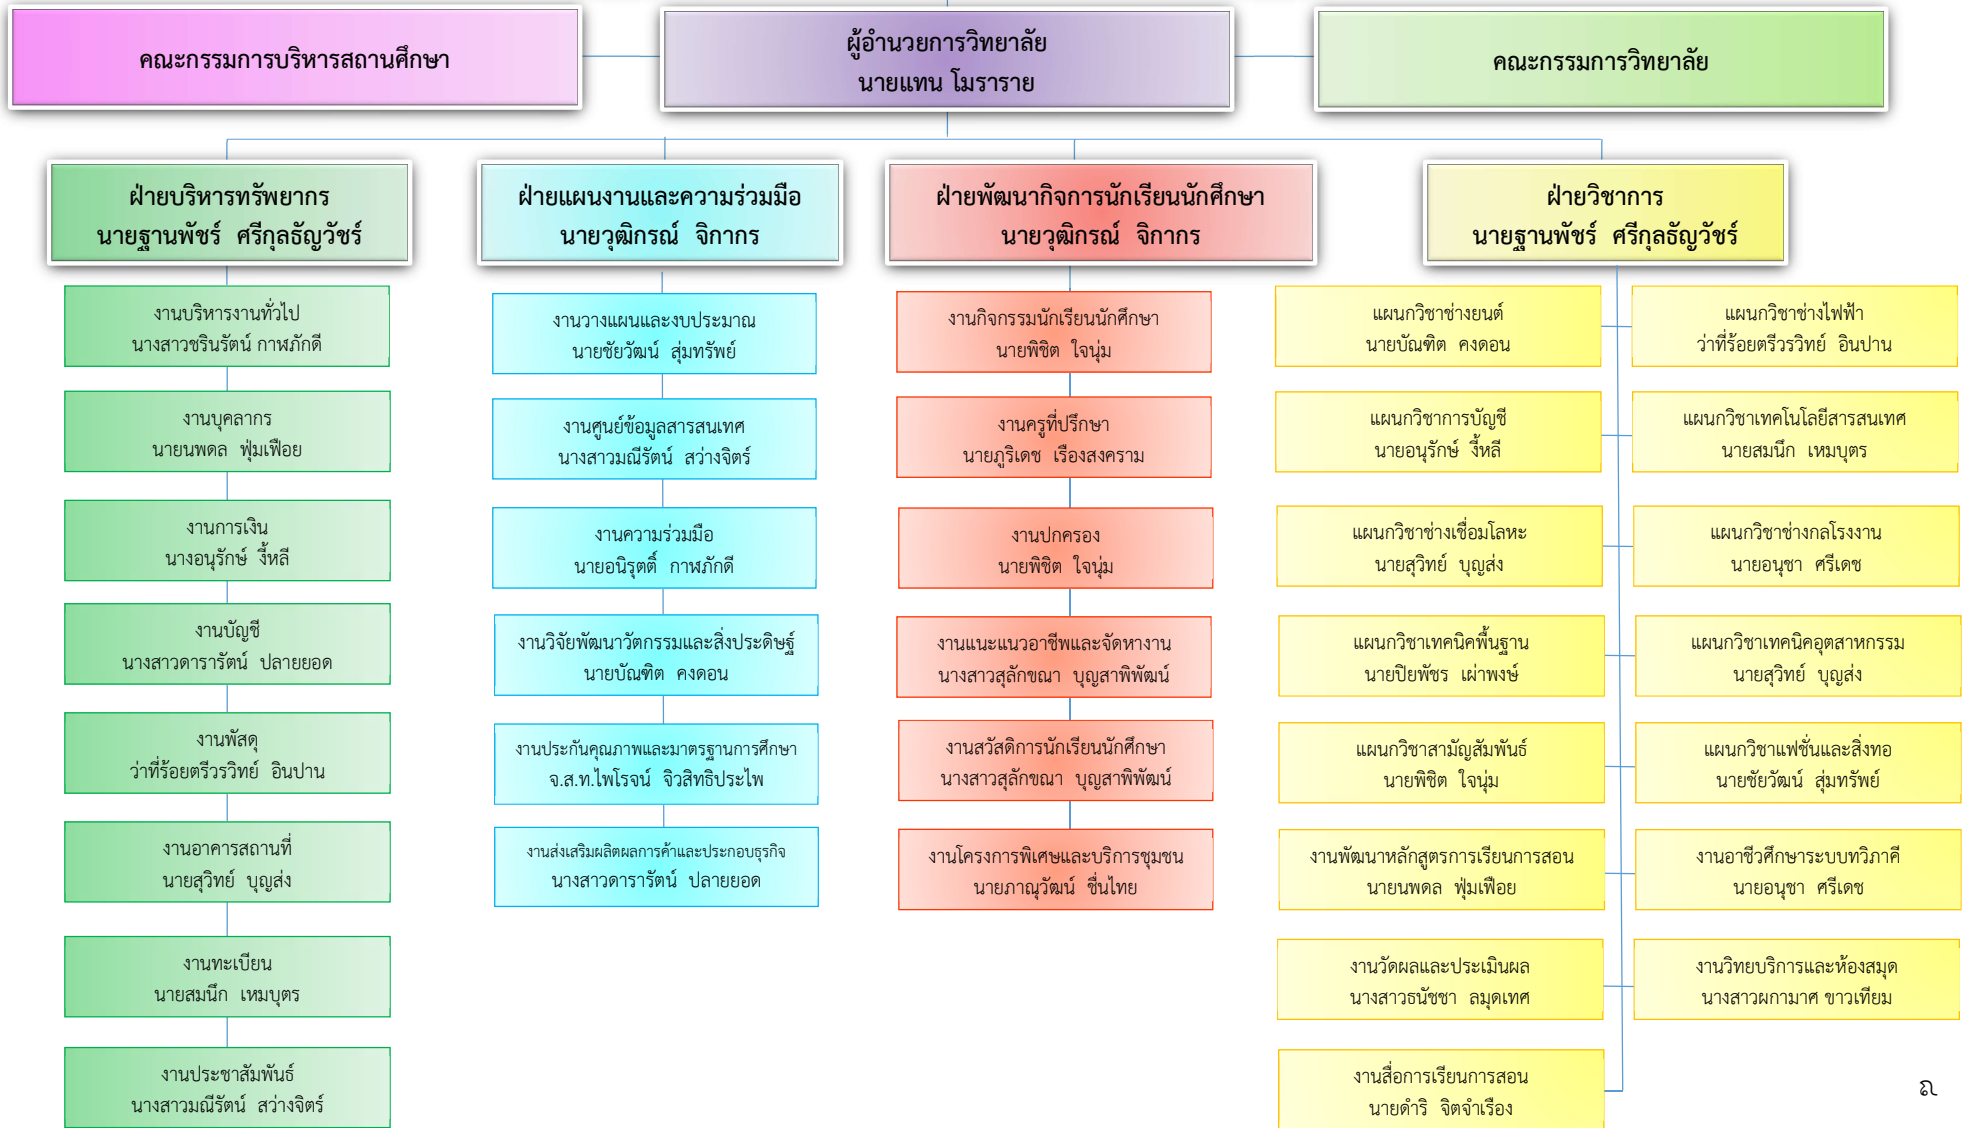 คณะกรรมการบริหารสถานศึกษา
ผู้อำนวยการวิทยาลัย
นายแทน โมราราย
คณะกรรมการวิทยาลัย
ฝ่ายบริหารทรัพยากร
นายฐานพัชร์ ศรีกุลธัญวัชร์
ฝ่ายแผนงานและความร่วมมือ
นายวุฒิกรณ์ จิกากร
ฝ่ายพัฒนากิจการนักเรียนนักศึกษา
นายวุฒิกรณ์ จิกากร
ฝ่ายวิชาการ
นายฐานพัชร์ ศรีกุลธัญวัชร์
งานบริหารงานทั่วไป
นางสาวชรินรัตน์ กาฬภักดี
งานบุคลากร
นายนพดล ฟุ่มเฟือย
งานการเงิน
นางอนุรักษ์ งี้หลี
งานบัญชี
นางสาวดารารัตน์ ปลายยอด
งานพัสดุ
ว่าที่ร้อยตรีวรวิทย์ อินปาน
งานอาคารสถานที่
นายสุวิทย์ บุญส่ง
งานทะเบียน
นายสมนึก เหมบุตร
งานประชาสัมพันธ์
นางสาวมณีรัตน์ สว่างจิตร์
งานวางแผนและงบประมาณ
นายชัยวัฒน์ สุ่มทรัพย์
งานศูนย์ข้อมูลสารสนเทศ
นางสาวมณีรัตน์ สว่างจิตร์
งานความร่วมมือ
นายอนิรุตติ์ กาฬภักดี
งานวิจัยพัฒนาวัตกรรมและสิ่งประดิษฐ์
นายบัณฑิต คงดอน
งานประกันคุณภาพและมาตรฐานการศึกษา
จ.ส.ท.ไพโรจน์ จิวสิทธิประไพ
งานส่งเสริมผลิตผลการค้าและประกอบธุรกิจ
นางสาวดารารัตน์ ปลายยอด
งานกิจกรรมนักเรียนนักศึกษา
นายพิชิต ใจนุ่ม
งานครูที่ปรึกษา
นายภูริเดช เรืองสงคราม
งานปกครอง
นายพิชิต ใจนุ่ม
งานแนะแนวอาชีพและจัดหางาน
นางสาวสุลักขณา บุญสาพิพัฒน์
งานสวัสดิการนักเรียนนักศึกษา
นางสาวสุลักขณา บุญสาพิพัฒน์
งานโครงการพิเศษและบริการชุมชน
นายภาณุวัฒน์ ชื่นไทย
แผนกวิชาช่างยนต์
นายบัณฑิต คงดอน
แผนกวิชาช่างไฟฟ้า
ว่าที่ร้อยตรีวรวิทย์ อินปาน
แผนกวิชาการบัญชี
นายอนุรักษ์ งี้หลี
แผนกวิชาเทคโนโลยีสารสนเทศ
นายสมนึก เหมบุตร
แผนกวิชาช่างเชื่อมโลหะ
นายสุวิทย์ บุญส่ง
แผนกวิชาช่างกลโรงงาน
นายอนุชา ศรีเดช
แผนกวิชาเทคนิคพื้นฐาน
นายปิยพัชร เผ่าพงษ์
แผนกวิชาเทคนิคอุตสาหกรรม
นายสุวิทย์ บุญส่ง
แผนกวิชาสามัญสัมพันธ์
นายพิชิต ใจนุ่ม
แผนกวิชาแฟชั่นและสิ่งทอ
นายชัยวัฒน์ สุ่มทรัพย์
งานพัฒนาหลักสูตรการเรียนการสอน
นายนพดล ฟุ่มเฟือย
งานอาชีวศึกษาระบบทวิภาคี
นายอนุชา ศรีเดช
งานวัดผลและประเมินผล
นางสาวธนัชชา ลมุดเทศ
งานวิทยบริการและห้องสมุด
นางสาวผกามาศ ขาวเทียม
งานสื่อการเรียนการสอน
นายดำริ จิตจำเรือง
ฉ